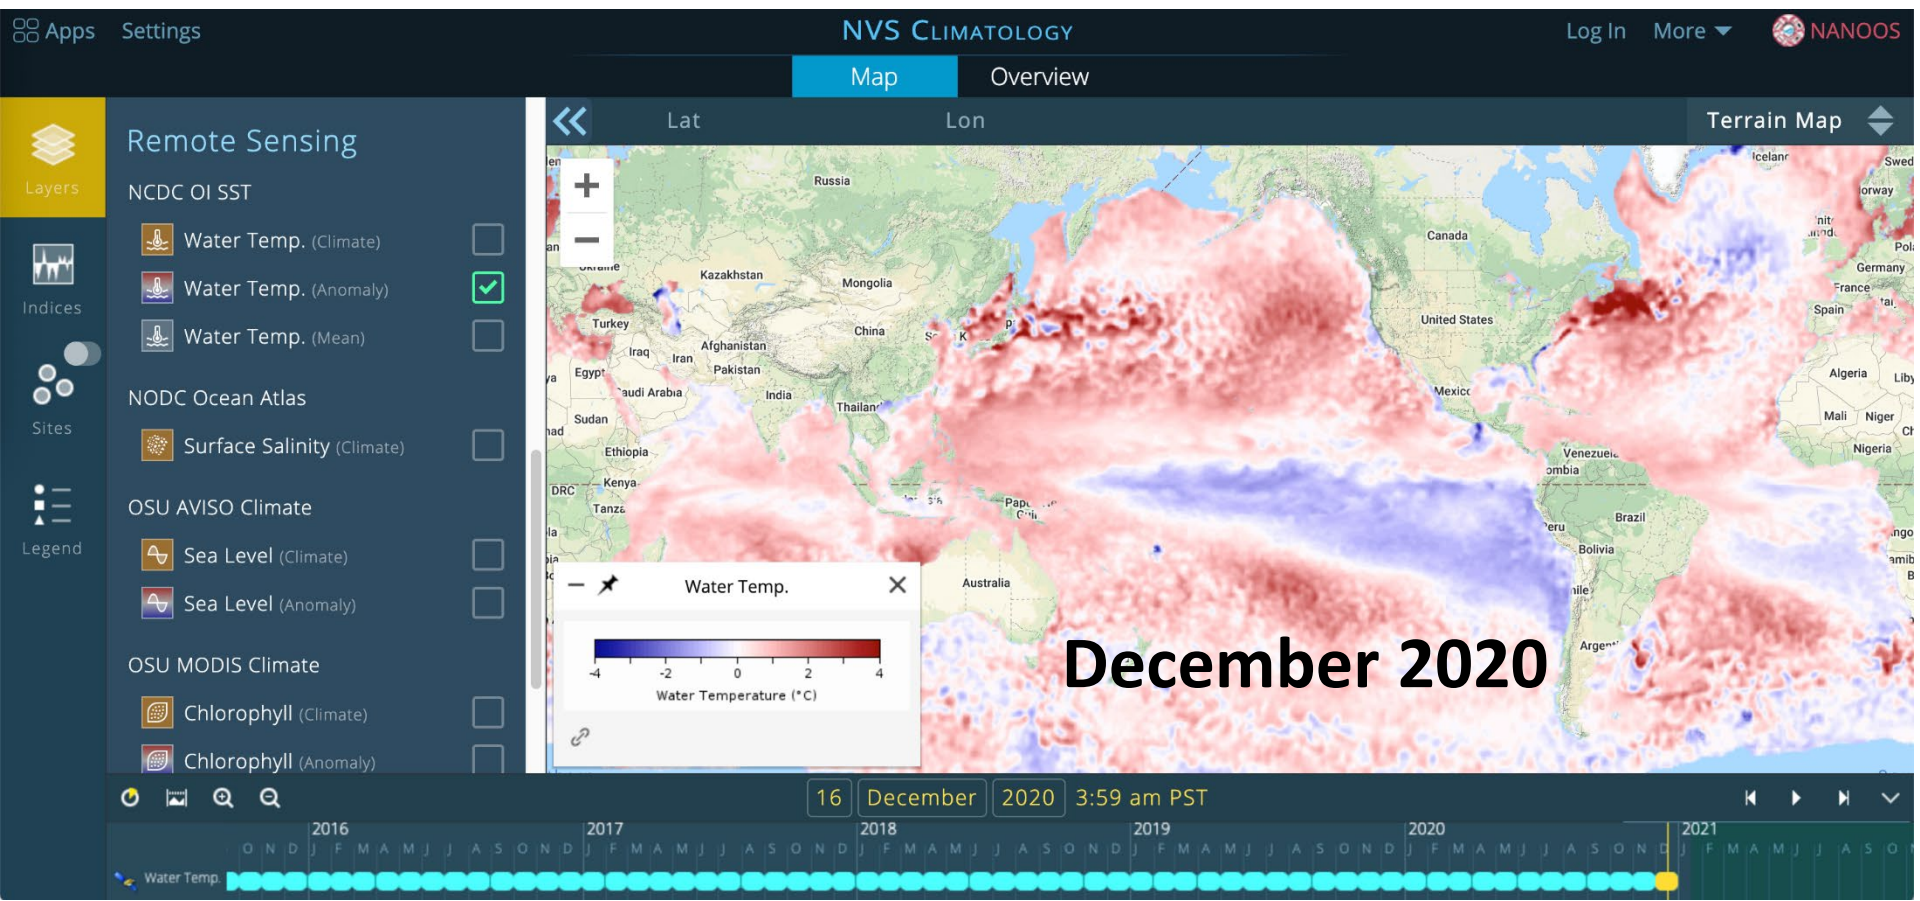 Apps Settings NVS Climatology Log In More NANOOS
Map Overview
Lat Lon Terrain Map
Layers
Indices
Sites
Legend
Remote Sensing
NCDC OI SST
Water Temp. (Climate)
Water Temp. (Anomaly)
Water Temp. (Mean)
NODC Ocean Atlas
Surface Salinity (Climate)
OSU AVISO Climate
Sea Level (Climate)
Sea Level (Anomaly)
OSU MODIS Climate
Chlorophyll (Climate)
Chlorophyll (Anomaly)
+
−
Russia
Canada
Kazakhstan
Mongolia
Germany
France
Spain
Turkey
China
United States
Iraq
Iran
Afghanistan
Pakistan
Egypt
India
Algeria
Sudan
Mali
Niger
Ethiopia
Nigeria
DRC
Kenya
Brazil
Bolivia
Australia
Water Temp.
-4 -2 0 2 4
Water Temperature (°C)
December 2020
16 December 2020 3:59 am PST
2016 2017 2018 2019 2020 2021
O N D J F M A M J J A S O N D J F M A M J J A S O N D J F M A M J J A S O N D J F M A M J J A S O N D J F M A M J J A S O N D J F M A M J J A S O N
Water Temp.